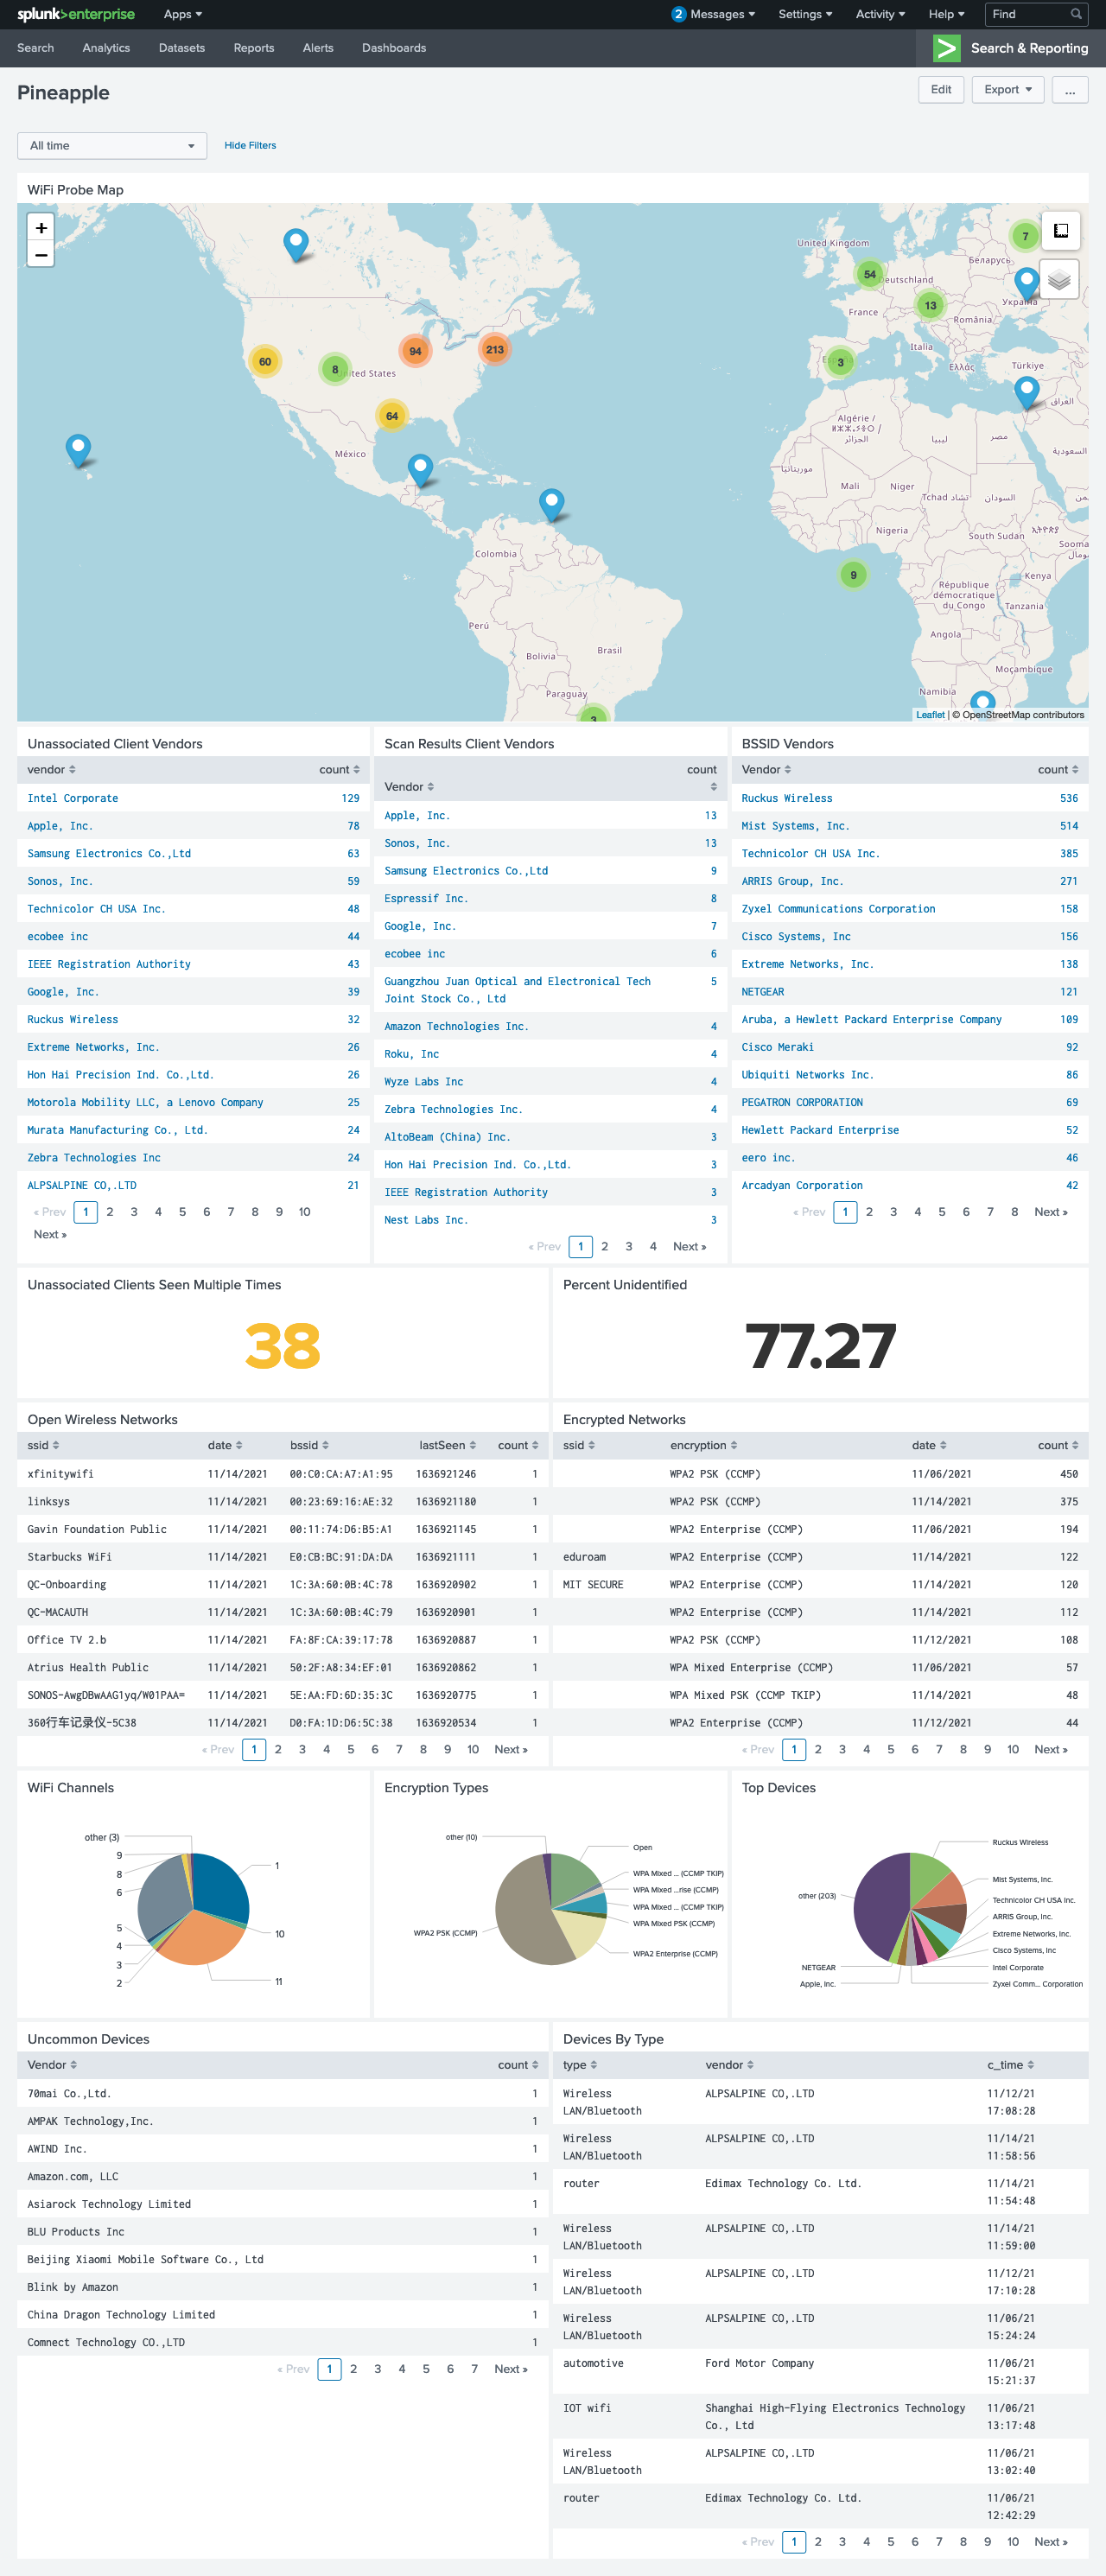 splunk>enterprise Apps 2 Messages Settings Activity Help Find
Search Analytics Datasets Reports Alerts Dashboards Search & Reporting
Pineapple
Edit Export ...
All time Hide Filters
WiFi Probe Map
+
−
United Kingdom
7
54
Deutschland
Беларусь
13
Україна
France
România
Italia
Ελλάς
Türkiye
3
60
8
94
213
United States
64
México
Algérie /
ⵍⵣⵣⴰⵢⴻⵔ /
الجزائر
ليبيا
مصر
العراق
السعودية
موريتانيا
Mali
Niger
Tchad تشاد
السودان
Nigeria
South Sudan
ኢትዮጵያ
Colombia
9
Kenya
République
démocratique
du Congo
Tanzania
Perú
Brasil
Angola
Bolivia
Moçambique
Paraguay
Namibia
3
Leaflet | © OpenStreetMap contributors
Unassociated Client Vendors
vendor count
Intel Corporate 129
Apple, Inc. 78
Samsung Electronics Co.,Ltd 63
Sonos, Inc. 59
Technicolor CH USA Inc. 48
ecobee inc 44
IEEE Registration Authority 43
Google, Inc. 39
Ruckus Wireless 32
Extreme Networks, Inc. 26
Hon Hai Precision Ind. Co.,Ltd. 26
Motorola Mobility LLC, a Lenovo Company 25
Murata Manufacturing Co., Ltd. 24
Zebra Technologies Inc 24
ALPSALPINE CO,.LTD 21
« Prev 1 2 3 4 5 6 7 8 9 10
Next »
Scan Results Client Vendors
Vendor count
Apple, Inc. 13
Sonos, Inc. 13
Samsung Electronics Co.,Ltd 9
Espressif Inc. 8
Google, Inc. 7
ecobee inc 6
Guangzhou Juan Optical and Electronical Tech 5
Joint Stock Co., Ltd
Amazon Technologies Inc. 4
Roku, Inc 4
Wyze Labs Inc 4
Zebra Technologies Inc. 4
AltoBeam (China) Inc. 3
Hon Hai Precision Ind. Co.,Ltd. 3
IEEE Registration Authority 3
Nest Labs Inc. 3
« Prev 1 2 3 4 Next »
BSSID Vendors
Vendor count
Ruckus Wireless 536
Mist Systems, Inc. 514
Technicolor CH USA Inc. 385
ARRIS Group, Inc. 271
Zyxel Communications Corporation 158
Cisco Systems, Inc 156
Extreme Networks, Inc. 138
NETGEAR 121
Aruba, a Hewlett Packard Enterprise Company 109
Cisco Meraki 92
Ubiquiti Networks Inc. 86
PEGATRON CORPORATION 69
Hewlett Packard Enterprise 52
eero inc. 46
Arcadyan Corporation 42
« Prev 1 2 3 4 5 6 7 8 Next »
Unassociated Clients Seen Multiple Times
38
Percent Unidentified
77.27
Open Wireless Networks
ssid date bssid lastSeen count
xfinitywifi 11/14/2021 00:C0:CA:A7:A1:95 1636921246 1
linksys 11/14/2021 00:23:69:16:AE:32 1636921180 1
Gavin Foundation Public 11/14/2021 00:11:74:D6:B5:A1 1636921145 1
Starbucks WiFi 11/14/2021 E0:CB:BC:91:DA:DA 1636921111 1
QC-Onboarding 11/14/2021 1C:3A:60:0B:4C:78 1636920902 1
QC-MACAUTH 11/14/2021 1C:3A:60:0B:4C:79 1636920901 1
Office TV 2.b 11/14/2021 FA:8F:CA:39:17:78 1636920887 1
Atrius Health Public 11/14/2021 50:2F:A8:34:EF:01 1636920862 1
SONOS-AwgDBwAAG1yq/W01PAA= 11/14/2021 5E:AA:FD:6D:35:3C 1636920775 1
360行车记录仪-5C38 11/14/2021 D0:FA:1D:D6:5C:38 1636920534 1
« Prev 1 2 3 4 5 6 7 8 9 10 Next »
Encrypted Networks
ssid encryption date count
WPA2 PSK (CCMP) 11/06/2021 450
WPA2 PSK (CCMP) 11/14/2021 375
WPA2 Enterprise (CCMP) 11/06/2021 194
eduroam WPA2 Enterprise (CCMP) 11/14/2021 122
MIT SECURE WPA2 Enterprise (CCMP) 11/14/2021 120
WPA2 Enterprise (CCMP) 11/14/2021 112
WPA2 PSK (CCMP) 11/12/2021 108
WPA Mixed Enterprise (CCMP) 11/06/2021 57
WPA Mixed PSK (CCMP TKIP) 11/14/2021 48
WPA2 Enterprise (CCMP) 11/12/2021 44
« Prev 1 2 3 4 5 6 7 8 9 10 Next »
WiFi Channels
other (3)
9
8
6
5
4
3
2
1
10
11
Encryption Types
other (10)
WPA2 PSK (CCMP)
Open
WPA Mixed ... (CCMP TKIP)
WPA Mixed ...rise (CCMP)
WPA Mixed ... (CCMP TKIP)
WPA Mixed PSK (CCMP)
WPA2 Enterprise (CCMP)
Top Devices
other (203)
NETGEAR
Apple, Inc.
Ruckus Wireless
Mist Systems, Inc.
Technicolor CH USA Inc.
ARRIS Group, Inc.
Extreme Networks, Inc.
Cisco Systems, Inc
Intel Corporate
Zyxel Comm... Corporation
Uncommon Devices
Vendor count
70mai Co.,Ltd. 1
AMPAK Technology,Inc. 1
AWIND Inc. 1
Amazon.com, LLC 1
Asiarock Technology Limited 1
BLU Products Inc 1
Beijing Xiaomi Mobile Software Co., Ltd 1
Blink by Amazon 1
China Dragon Technology Limited 1
Comnect Technology CO.,LTD 1
« Prev 1 2 3 4 5 6 7 Next »
Devices By Type
type vendor c_time
Wireless ALPSALPINE CO,.LTD 11/12/21
LAN/Bluetooth 17:08:28
Wireless ALPSALPINE CO,.LTD 11/14/21
LAN/Bluetooth 11:58:56
router Edimax Technology Co. Ltd. 11/14/21
11:54:48
Wireless ALPSALPINE CO,.LTD 11/14/21
LAN/Bluetooth 11:59:00
Wireless ALPSALPINE CO,.LTD 11/12/21
LAN/Bluetooth 17:10:28
Wireless ALPSALPINE CO,.LTD 11/06/21
LAN/Bluetooth 15:24:24
automotive Ford Motor Company 11/06/21
15:21:37
IOT wifi Shanghai High-Flying Electronics Technology 11/06/21
Co., Ltd 13:17:48
Wireless ALPSALPINE CO,.LTD 11/06/21
LAN/Bluetooth 13:02:40
router Edimax Technology Co. Ltd. 11/06/21
12:42:29
« Prev 1 2 3 4 5 6 7 8 9 10 Next »